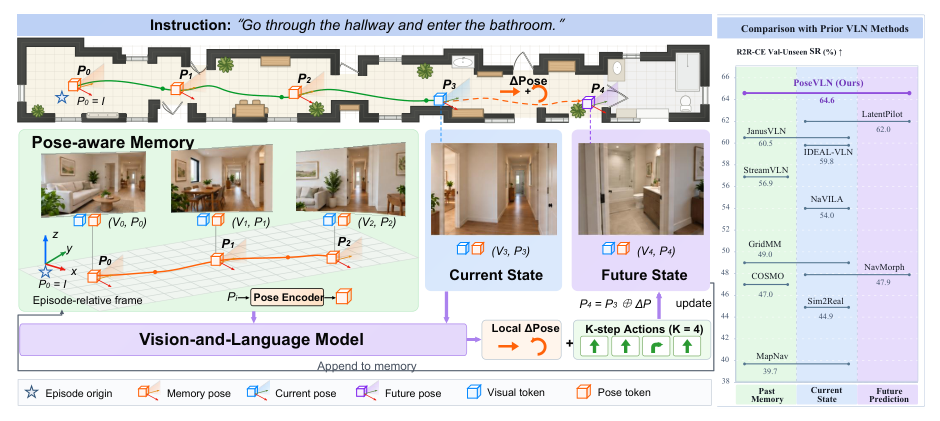 Instruction: "Go through the hallway and enter the bathroom."
P0
P0 = I
P1
P2
P3
ΔPose
+
P4
Pose-aware Memory
(V0, P0)
(V1, P1)
(V2, P2)
z
y
x
P0 = I
Episode-relative frame
P0
P1
P2
Pi
Pose Encoder
(V3, P3)
Current State
(V4, P4)
Future State
P4 = P3 ⊕ ΔP
update
Vision-and-Language Model
Local ΔPose
+
K-step Actions (K = 4)
Append to memory
Episode origin
Memory pose
Current pose
Future pose
Visual token
Pose token
Comparison with Prior VLN Methods
R2R-CE Val-Unseen SR (%) ↑
66
64
62
60
58
56
54
52
50
48
46
44
42
40
38
PoseVLN (Ours)
64.6
LatentPilot
62.0
JanusVLN
60.5
IDEAL-VLN
59.8
StreamVLN
56.9
NaVILA
54.0
GridMM
49.0
NavMorph
47.9
COSMO
47.0
Sim2Real
44.9
MapNav
39.7
Past
Memory
Current
State
Future
Prediction